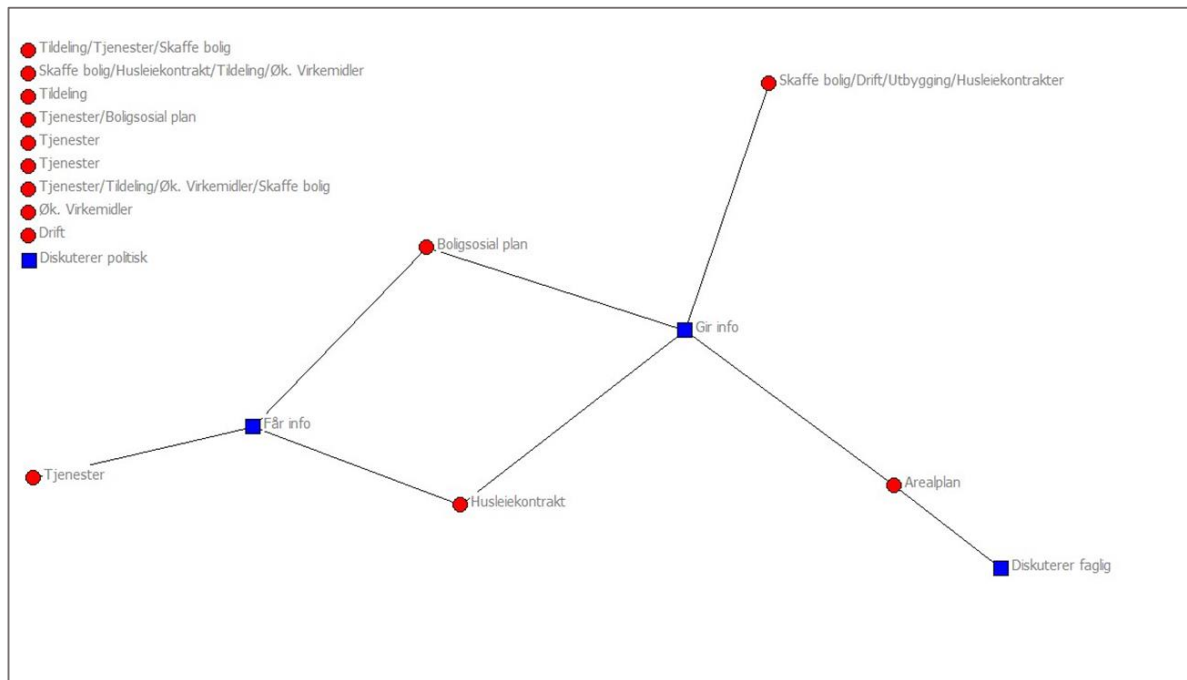 Tildeling/Tjenester/Skaffe bolig
Skaffe bolig/Husleiekontrakt/Tildeling/Øk. Virkemidler
Tildeling
Tjenester/Boligsosial plan
Tjenester
Tjenester
Tjenester/Tildeling/Øk. Virkemidler/Skaffe bolig
Øk. Virkemidler
Drift
Diskuterer politisk
Skaffe bolig/Drift/Utbygging/Husleiekontrakter
Boligsosial plan
Gir info
Får info
Tjenester
Husleiekontrakt
Arealplan
Diskuterer faglig